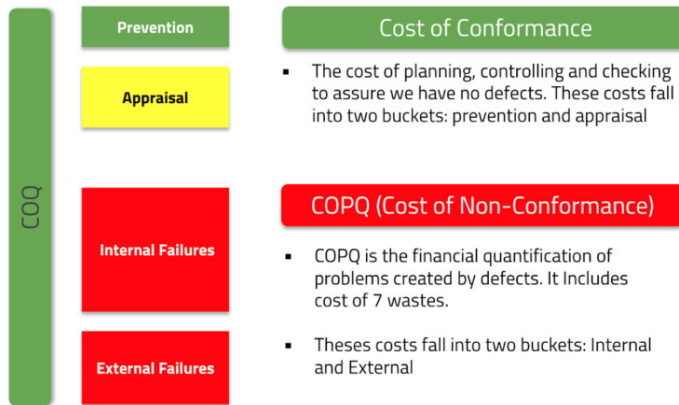 COQ
Prevention
Appraisal
Internal Failures
External Failures
Cost of Conformance
▪ The cost of planning, controlling and checking
to assure we have no defects. These costs fall
into two buckets: prevention and appraisal
COPQ (Cost of Non-Conformance)
▪ COPQ is the financial quantification of
problems created by defects. It Includes
cost of 7 wastes.
▪ Theses costs fall into two buckets: Internal
and External